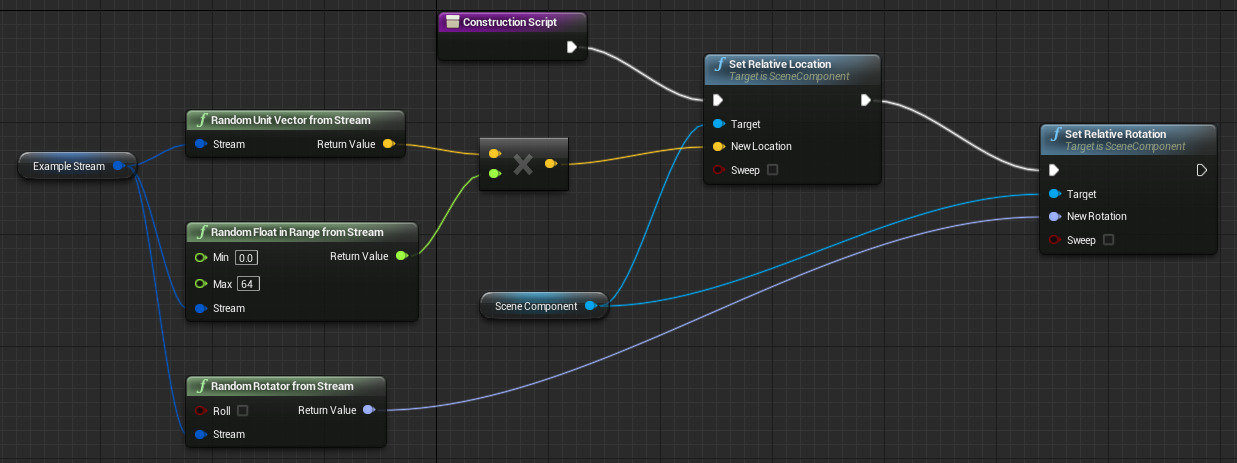 Construction Script
Set Relative Location
Target is SceneComponent
Target
New Location
Sweep
Random Unit Vector from Stream
Stream
Return Value
Example Stream
Set Relative Rotation
Target is SceneComponent
Target
New Rotation
Sweep
Random Float in Range from Stream
Min 0.0
Return Value
Max 64
Stream
Scene Component
Random Rotator from Stream
Roll
Return Value
Stream